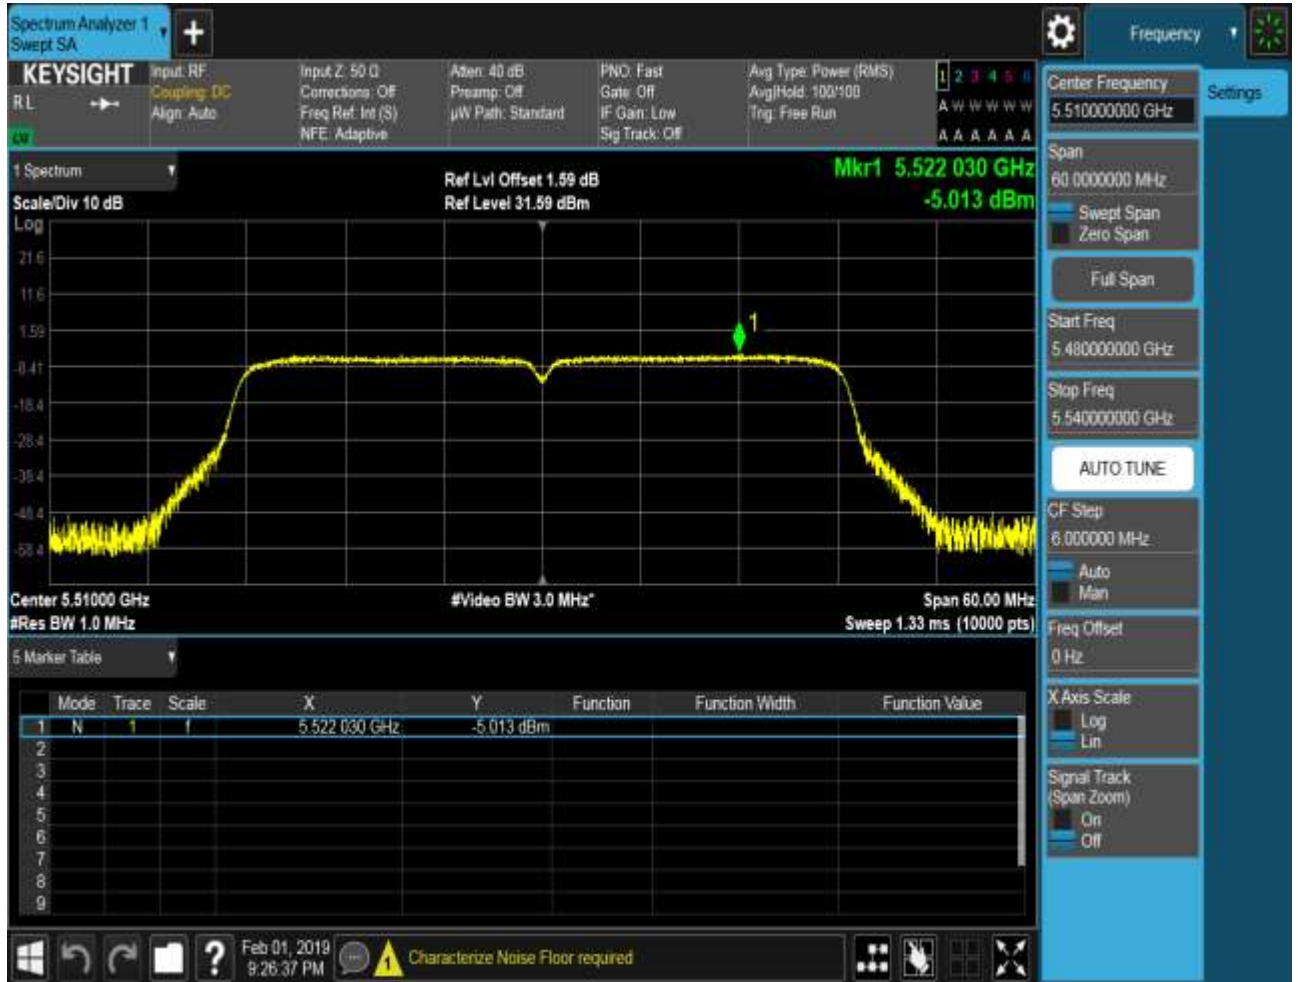 Spectrum Analyzer 1
Swept SA
+
Frequency
KEYSIGHT
RL
Input: RF
Coupling: DC
Align: Auto
Input Z: 50 Ω
Corrections: Off
Freq Ref: Int (S)
NFE: Adaptive
Atten: 40 dB
Preamp: Off
µW Path: Standard
PNO: Fast
Gate: Off
IF Gain: Low
Sig Track: Off
Avg Type: Power (RMS)
Avg|Hold: 100/100
Trig: Free Run
1 2 3 4 5 6
A W W W W W
A A A A A A
1 Spectrum
Scale/Div 10 dB
Ref Lvl Offset 1.59 dB
Ref Level 31.59 dBm
Mkr1 5.522 030 GHz
-5.013 dBm
Log
21.6
11.6
1.59
-8.41
-18.4
-28.4
-38.4
-48.4
-58.4
1
Center 5.51000 GHz
#Res BW 1.0 MHz
#Video BW 3.0 MHz*
Span 60.00 MHz
Sweep 1.33 ms (10000 pts)
5 Marker Table
Mode Trace Scale X Y Function Function Width Function Value
1 N 1 f 5.522 030 GHz -5.013 dBm
2
3
4
5
6
7
8
9
Feb 01, 2019
9:26:37 PM
?
1
Characterize Noise Floor required
Center Frequency
5.510000000 GHz
Settings
Span
60.0000000 MHz
Swept Span
Zero Span
Full Span
Start Freq
5.480000000 GHz
Stop Freq
5.540000000 GHz
AUTO TUNE
CF Step
6.000000 MHz
Auto
Man
Freq Offset
0 Hz
X Axis Scale
Log
Lin
Signal Track
(Span Zoom)
On
Off